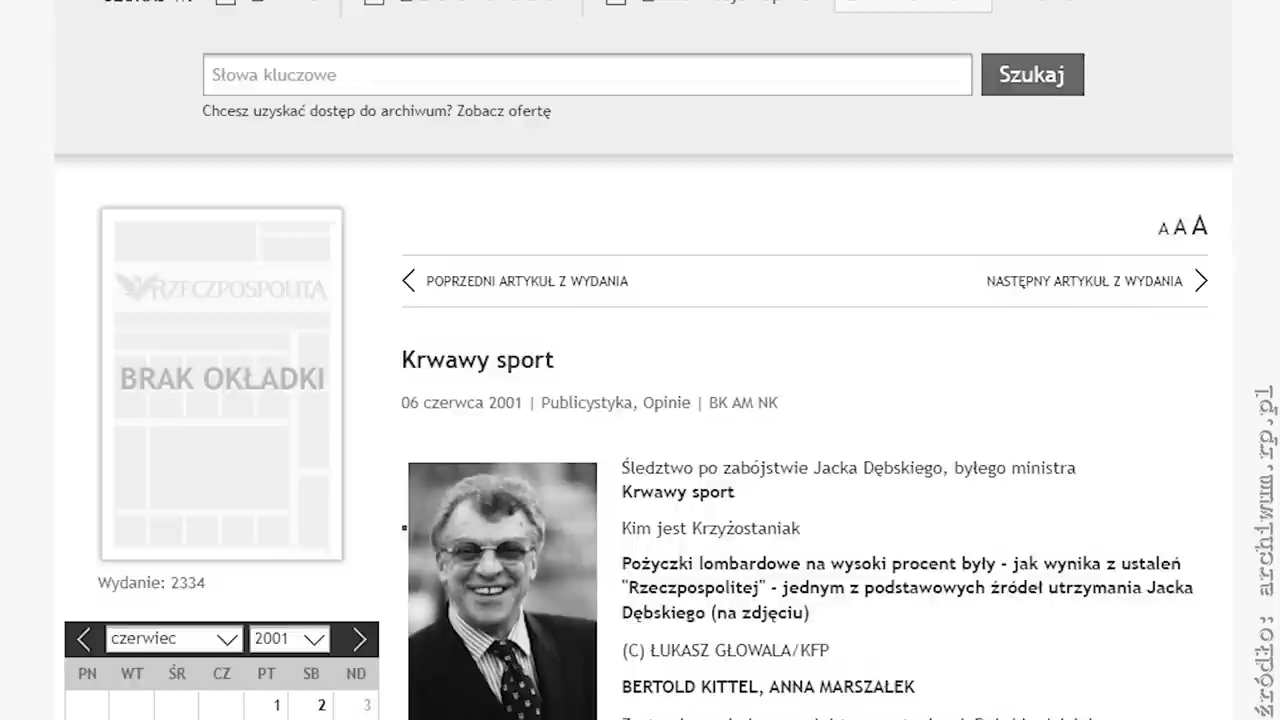 Słowa kluczowe
Szukaj
Chcesz uzyskać dostęp do archiwum? Zobacz ofertę
A A A
RZECZPOSPOLITA
BRAK OKŁADKI
POPRZEDNI ARTYKUŁ Z WYDANIA
NASTĘPNY ARTYKUŁ Z WYDANIA
Krwawy sport
06 czerwca 2001 | Publicystyka, Opinie | BK AM NK
Śledztwo po zabójstwie Jacka Dębskiego, byłego ministra
Krwawy sport
Kim jest Krzyżostaniak
Pożyczki lombardowe na wysoki procent były - jak wynika z ustaleń
"Rzeczpospolitej" - jednym z podstawowych źródeł utrzymania Jacka
Dębskiego (na zdjęciu)
(C) ŁUKASZ GŁOWALA/KFP
BERTOLD KITTEL, ANNA MARSZAŁEK
Wydanie: 2334
czerwiec 2001
PN WT ŚR CZ PT SB ND
1 2 3
źródło: archiwum.rp.pl